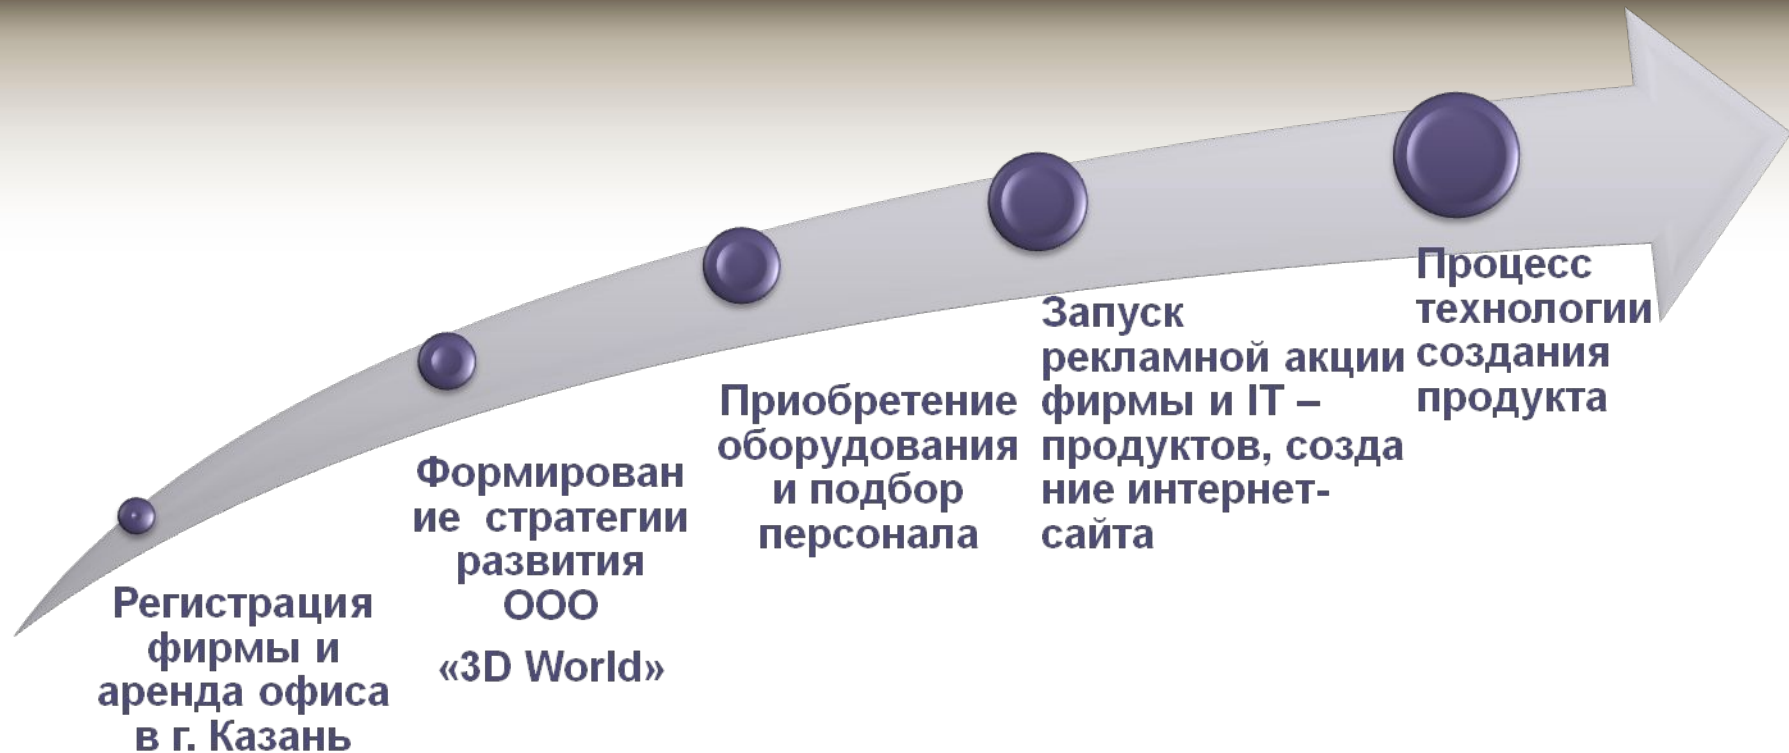 Регистрация
фирмы и
аренда офиса
в г. Казань
Формирован
ие стратегии
развития
ООО
«3D World»
Приобретение
оборудования
и подбор
персонала
Запуск
рекламной акции
фирмы и IT –
продуктов, созда
ние интернет-
сайта
Процесс
технологии
создания
продукта